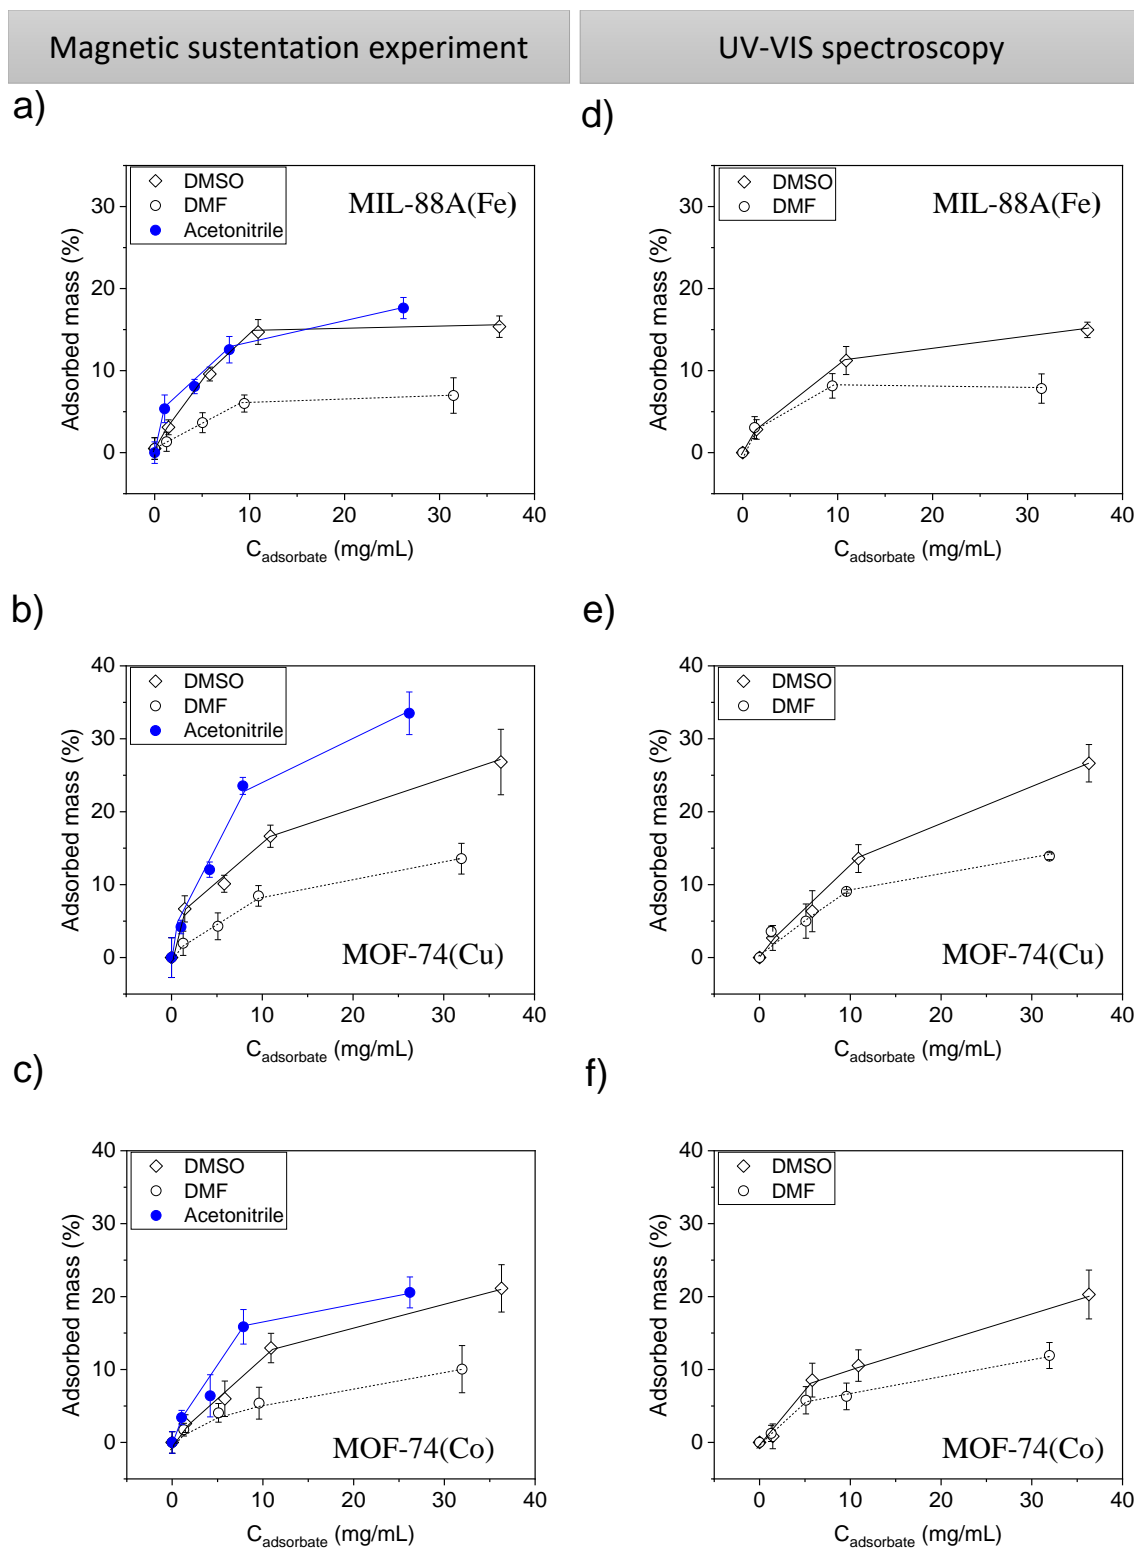 Magnetic sustentation experiment
UV-VIS spectroscopy
a)
DMSO
DMF
Acetonitrile
MIL-88A(Fe)
Adsorbed mass (%)
30
20
10
0
0 10 20 30 40
C_adsorbate (mg/mL)
d)
DMSO
DMF
MIL-88A(Fe)
Adsorbed mass (%)
30
20
10
0
0 10 20 30 40
C_adsorbate (mg/mL)
b)
DMSO
DMF
Acetonitrile
MOF-74(Cu)
Adsorbed mass (%)
40
30
20
10
0
0 10 20 30 40
C_adsorbate (mg/mL)
e)
DMSO
DMF
MOF-74(Cu)
Adsorbed mass (%)
40
30
20
10
0
0 10 20 30 40
C_adsorbate (mg/mL)
c)
DMSO
DMF
Acetonitrile
MOF-74(Co)
Adsorbed mass (%)
40
30
20
10
0
0 10 20 30 40
C_adsorbate (mg/mL)
f)
DMSO
DMF
MOF-74(Co)
Adsorbed mass (%)
40
30
20
10
0
0 10 20 30 40
C_adsorbate (mg/mL)